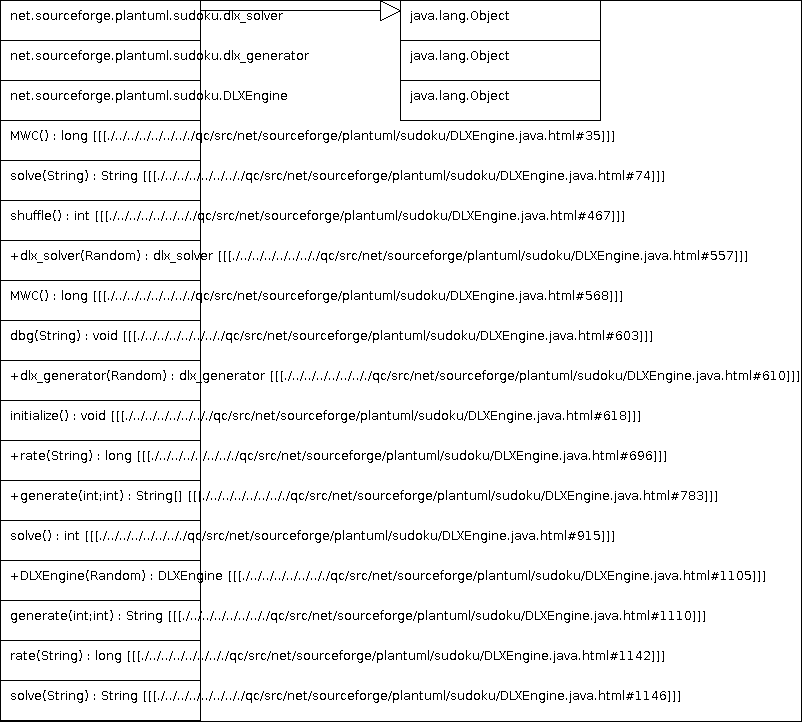 net.sourceforge.plantuml.sudoku.dlx_solver java.lang.Object
net.sourceforge.plantuml.sudoku.dlx_generator java.lang.Object
net.sourceforge.plantuml.sudoku.DLXEngine java.lang.Object
MWC() : long [[[./../../../../../../qc/src/net/sourceforge/plantuml/sudoku/DLXEngine.java.html#35]]]
solve(String) : String [[[./../../../../../../qc/src/net/sourceforge/plantuml/sudoku/DLXEngine.java.html#74]]]
shuffle() : int [[[./../../../../../../qc/src/net/sourceforge/plantuml/sudoku/DLXEngine.java.html#467]]]
+dlx_solver(Random) : dlx_solver [[[./../../../../../../qc/src/net/sourceforge/plantuml/sudoku/DLXEngine.java.html#557]]]
MWC() : long [[[./../../../../../../qc/src/net/sourceforge/plantuml/sudoku/DLXEngine.java.html#568]]]
dbg(String) : void [[[./../../../../../../qc/src/net/sourceforge/plantuml/sudoku/DLXEngine.java.html#603]]]
+dlx_generator(Random) : dlx_generator [[[./../../../../../../qc/src/net/sourceforge/plantuml/sudoku/DLXEngine.java.html#610]]]
initialize() : void [[[./../../../../../../qc/src/net/sourceforge/plantuml/sudoku/DLXEngine.java.html#618]]]
+rate(String) : long [[[./../../../../../../qc/src/net/sourceforge/plantuml/sudoku/DLXEngine.java.html#696]]]
+generate(int;int) : String[] [[[./../../../../../../qc/src/net/sourceforge/plantuml/sudoku/DLXEngine.java.html#783]]]
solve() : int [[[./../../../../../../qc/src/net/sourceforge/plantuml/sudoku/DLXEngine.java.html#915]]]
+DLXEngine(Random) : DLXEngine [[[./../../../../../../qc/src/net/sourceforge/plantuml/sudoku/DLXEngine.java.html#1105]]]
generate(int;int) : String [[[./../../../../../../qc/src/net/sourceforge/plantuml/sudoku/DLXEngine.java.html#1110]]]
rate(String) : long [[[./../../../../../../qc/src/net/sourceforge/plantuml/sudoku/DLXEngine.java.html#1142]]]
solve(String) : String [[[./../../../../../../qc/src/net/sourceforge/plantuml/sudoku/DLXEngine.java.html#1146]]]